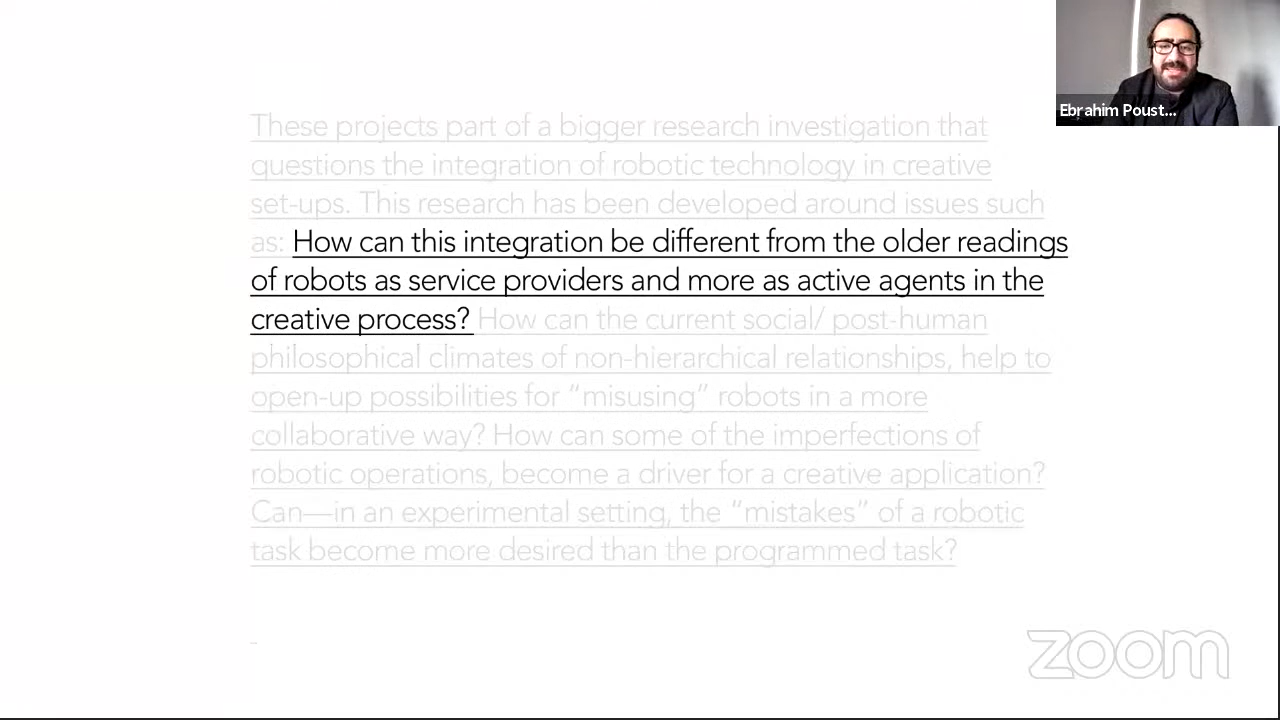 Ebrahim Poust...
These projects part of a bigger research investigation that
questions the integration of robotic technology in creative
set-ups. This research has been developed around issues such
as: How can this integration be different from the older readings
of robots as service providers and more as active agents in the
creative process? How can the current social/ post-human
philosophical climates of non-hierarchical relationships, help to
open-up possibilities for “misusing” robots in a more
collaborative way? How can some of the imperfections of
robotic operations, become a driver for a creative application?
Can—in an experimental setting, the “mistakes” of a robotic
task become more desired than the programmed task?
zoom